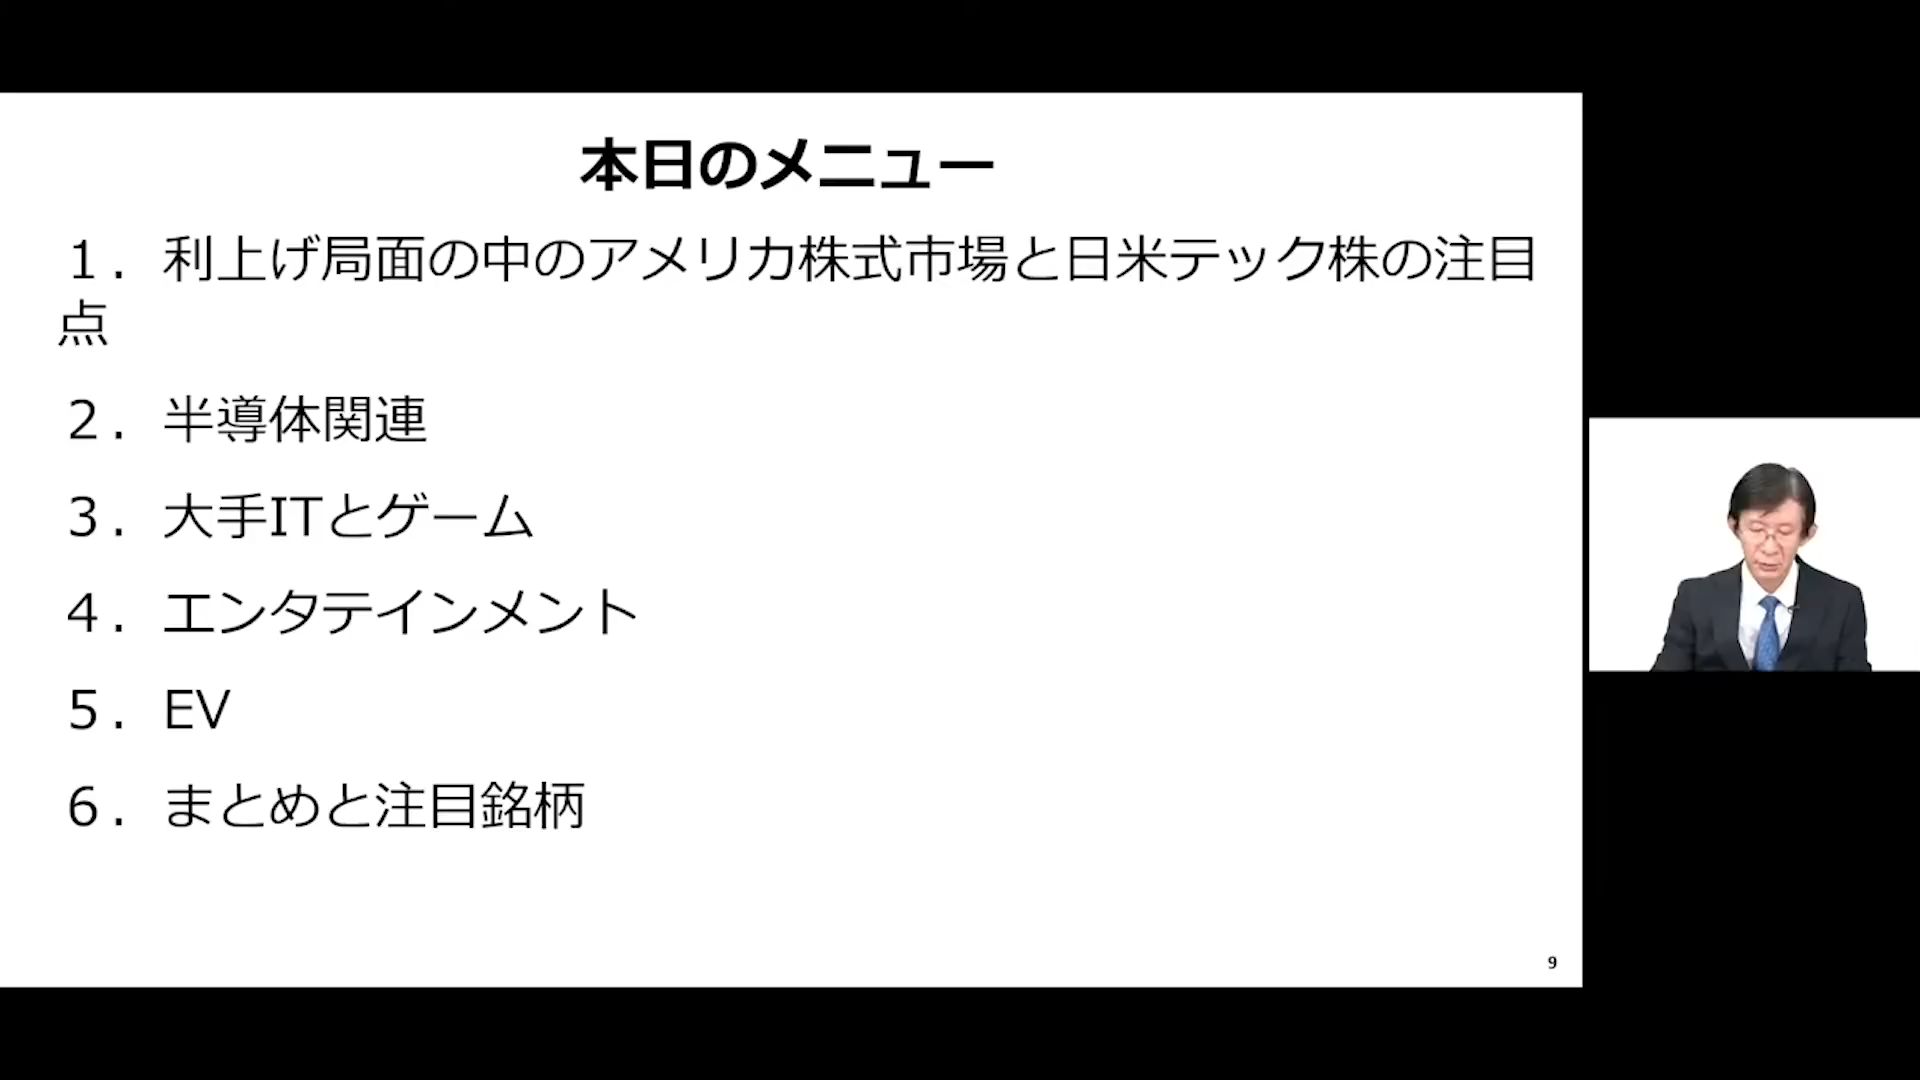 本日のメニュー
１．利上げ局面の中のアメリカ株式市場と日米テック株の注目
点
２．半導体関連
３．大手ITとゲーム
４．エンタテインメント
５．EV
６．まとめと注目銘柄
9